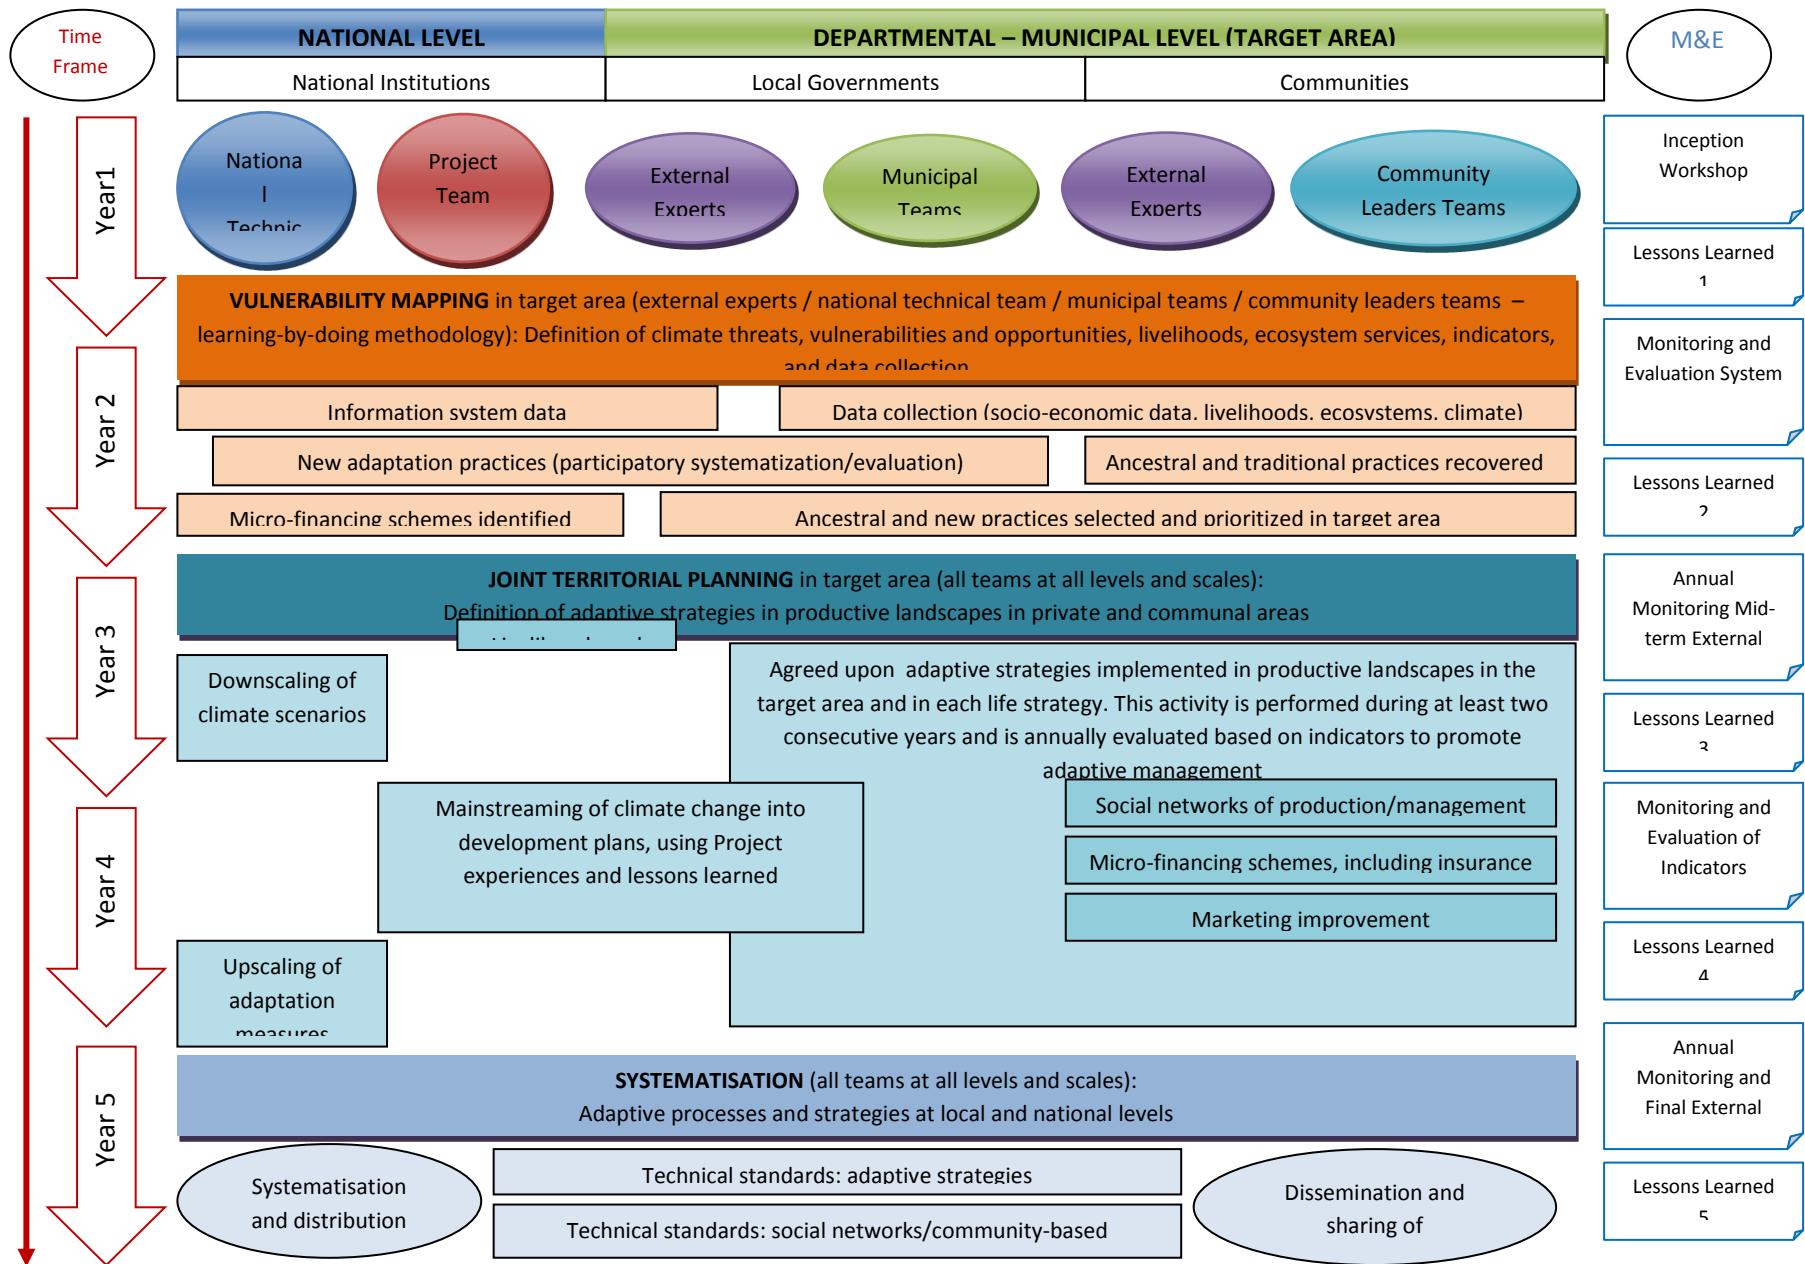 Time
Frame
NATIONAL LEVEL
DEPARTMENTAL – MUNICIPAL LEVEL (TARGET AREA)
M&E
National Institutions
Local Governments
Communities
Year1
Nationa
l
Technic
Project
Team
External
Experts
Municipal
Teams
External
Experts
Community
Leaders Teams
Inception
Workshop
Lessons Learned
1
VULNERABILITY MAPPING in target area (external experts / national technical team / municipal teams / community leaders teams –
learning-by-doing methodology): Definition of climate threats, vulnerabilities and opportunities, livelihoods, ecosystem services, indicators,
and data collection
Year 2
Monitoring and
Evaluation System
Information system data
Data collection (socio-economic data, livelihoods, ecosystems, climate)
New adaptation practices (participatory systematization/evaluation)
Ancestral and traditional practices recovered
Micro-financing schemes identified
Ancestral and new practices selected and prioritized in target area
Lessons Learned
2
JOINT TERRITORIAL PLANNING in target area (all teams at all levels and scales):
Definition of adaptive strategies in productive landscapes in private and communal areas
Year 3
Annual
Monitoring Mid-
term External
Downscaling of
climate scenarios
Agreed upon adaptive strategies implemented in productive landscapes in the
target area and in each life strategy. This activity is performed during at least two
consecutive years and is annually evaluated based on indicators to promote
adaptive management
Lessons Learned
3
Mainstreaming of climate change into
development plans, using Project
experiences and lessons learned
Social networks of production/management
Micro-financing schemes, including insurance
Marketing improvement
Year 4
Monitoring and
Evaluation of
Indicators
Upscaling of
adaptation
measures
Lessons Learned
4
SYSTEMATISATION (all teams at all levels and scales):
Adaptive processes and strategies at local and national levels
Year 5
Annual
Monitoring and
Final External
Systematisation
and distribution
Technical standards: adaptive strategies
Technical standards: social networks/community-based
Dissemination and
sharing of
Lessons Learned
5